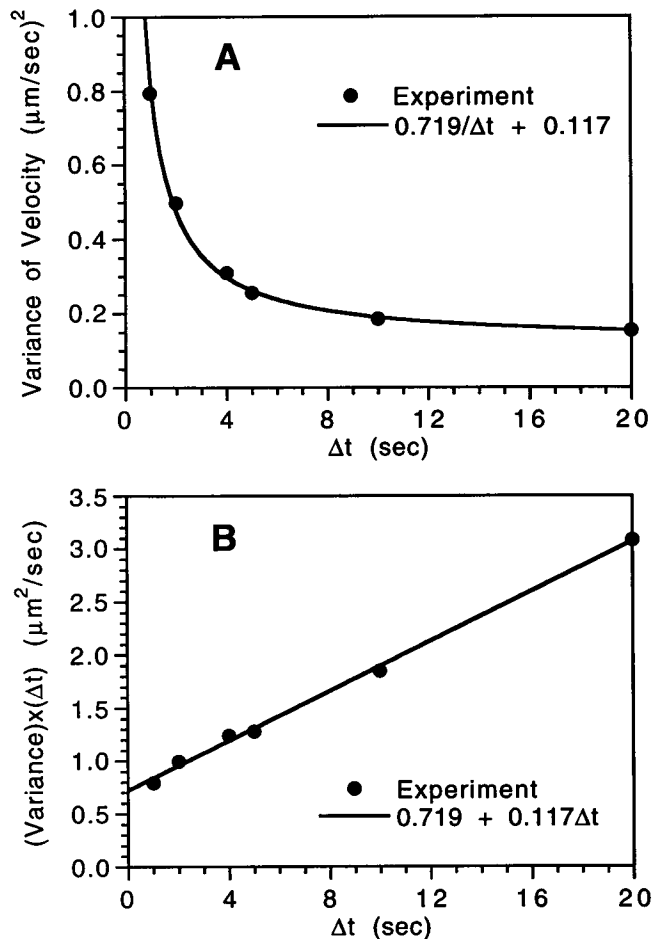 A
Variance of Velocity (μm/sec)²
1.0
0.8
0.6
0.4
0.2
0.0
Experiment
0.719/Δt + 0.117
0 4 8 12 16 20
Δt (sec)
B
(Variance)x(Δt) (μm²/sec)
3.5
3.0
2.5
2.0
1.5
1.0
0.5
0.0
Experiment
0.719 + 0.117Δt
0 4 8 12 16 20
Δt (sec)